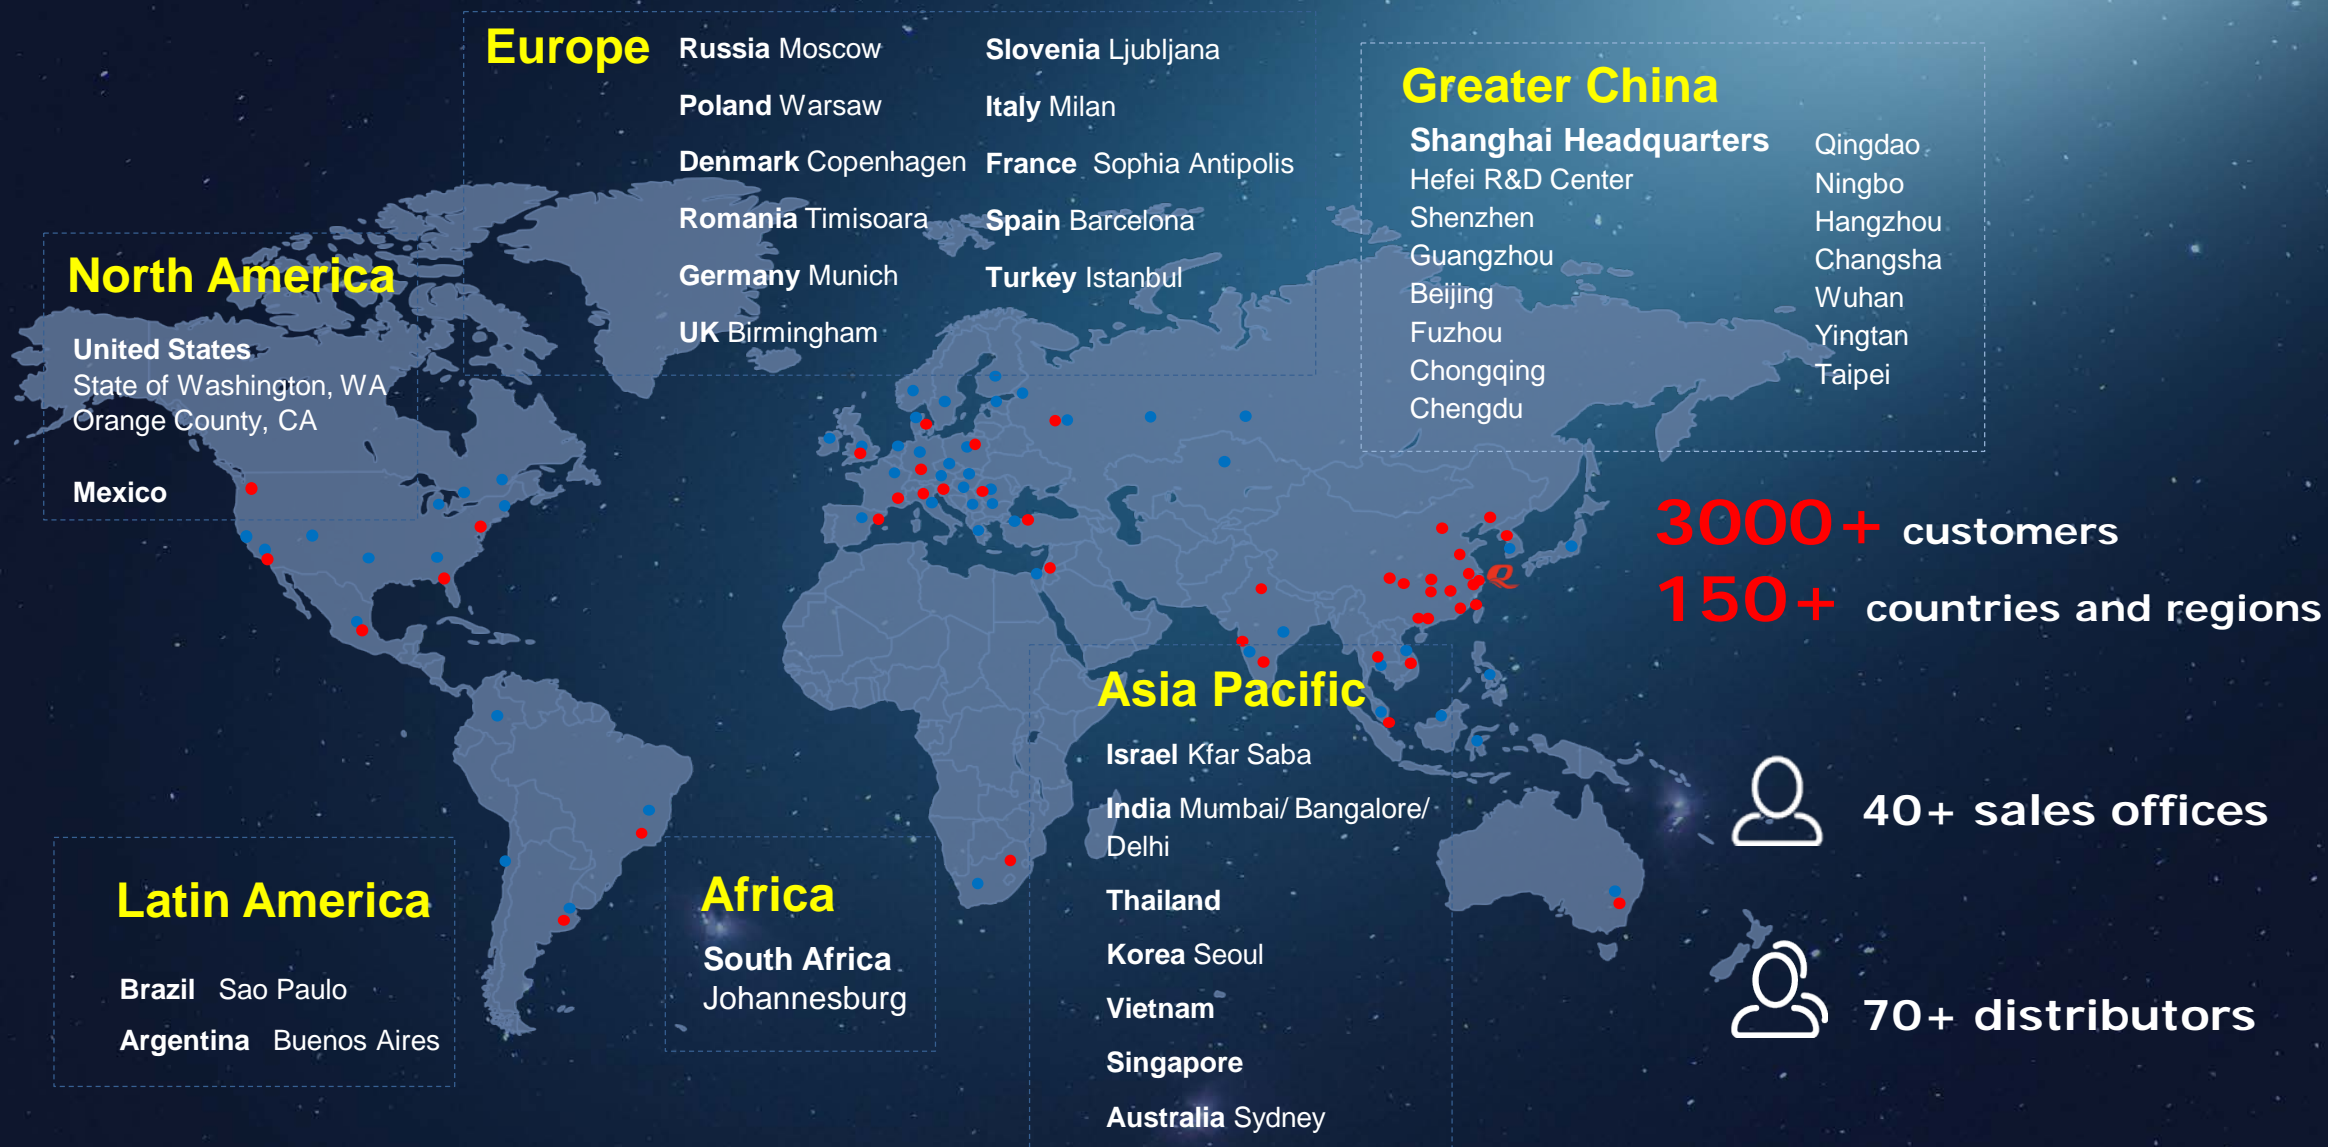 Europe
Russia Moscow
Poland Warsaw
Denmark Copenhagen
Romania Timisoara
Germany Munich
UK Birmingham
Slovenia Ljubljana
Italy Milan
France Sophia Antipolis
Spain Barcelona
Turkey Istanbul
Greater China
Shanghai Headquarters
Hefei R&D Center
Shenzhen
Guangzhou
Beijing
Fuzhou
Chongqing
Chengdu
Qingdao
Ningbo
Hangzhou
Changsha
Wuhan
Yingtan
Taipei
North America
United States
State of Washington, WA
Orange County, CA
Mexico
3000+ customers
150+ countries and regions
Asia Pacific
Israel Kfar Saba
India Mumbai/ Bangalore/
Delhi
Thailand
Korea Seoul
Vietnam
Singapore
Australia Sydney
40+ sales offices
70+ distributors
Latin America
Brazil Sao Paulo
Argentina Buenos Aires
Africa
South Africa
Johannesburg